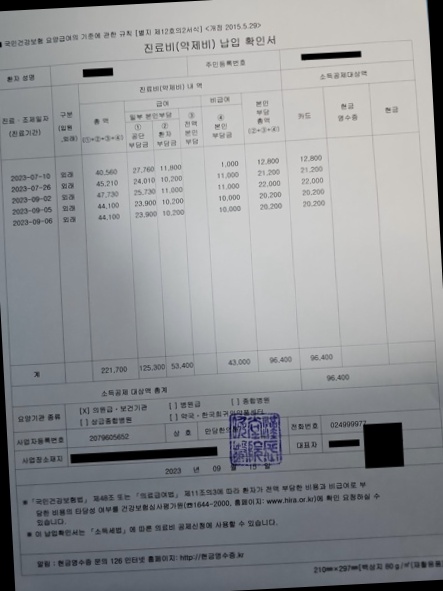 ■ 국민건강보험 요양급여의 기준에 관한 규칙 [별지 제12호의2서식] <개정 2015.5.29>
진료비(약제비) 납입 확인서
환자 성명 주민등록번호
진료·조제일자 (진료기간) 구분 (입원,외래) 진료비(약제비) 내 역 소득공제대상액
총 액 (①+②+③+④) 급여 비급여 본인 부담 총액 (②+③+④) 카드 현금 영수증 현금
일부 본인부담 ③ 전액 본인 부담 ④ 부담금
① 공단 부담금 ② 환자 부담금
2023-07-10 외래 40,560 27,760 11,800 1,000 12,800 12,800
2023-07-26 외래 45,210 24,010 10,200 11,000 21,200 21,200
2023-09-02 외래 47,730 25,730 11,000 11,000 22,000 22,000
2023-09-05 외래 44,100 23,900 10,200 10,000 20,200 20,200
2023-09-06 외래 44,100 23,900 10,200 10,000 20,200 20,200
계 221,700 125,300 53,400 43,000 96,400 96,400
소득공제 대상액 총계 96,400
요양기관 종류 [X] 의원급·보건기관 [ ] 병원급 [ ] 종합병원
[ ] 상급종합병원 [ ] 약국·한국희귀의약품센터
사업자등록번호 2079605652 상 호 전화번호 024999972
사업장소재지 대표자
2023 년 09 월 15 일
※「국민건강보험법」 제48조 또는 「의료급여법」 제11조의3에 따라 환자가 전액 부담한 비용과 비급여로 부
담한 비용의 타당성 여부를 건강보험심사평가원(☎1644-2000, 홈페이지: www.hira.or.kr)에 확인 요청하실 수
있습니다.
※ 이 납입확인서는 「소득세법」에 따른 의료비 공제신청에 사용할 수 있습니다.
알림 : 현금영수증 문의 126 인터넷 홈페이지: http://현금영수증.kr
210㎜×297㎜[백상지 80ｇ/㎡(재활용품)]